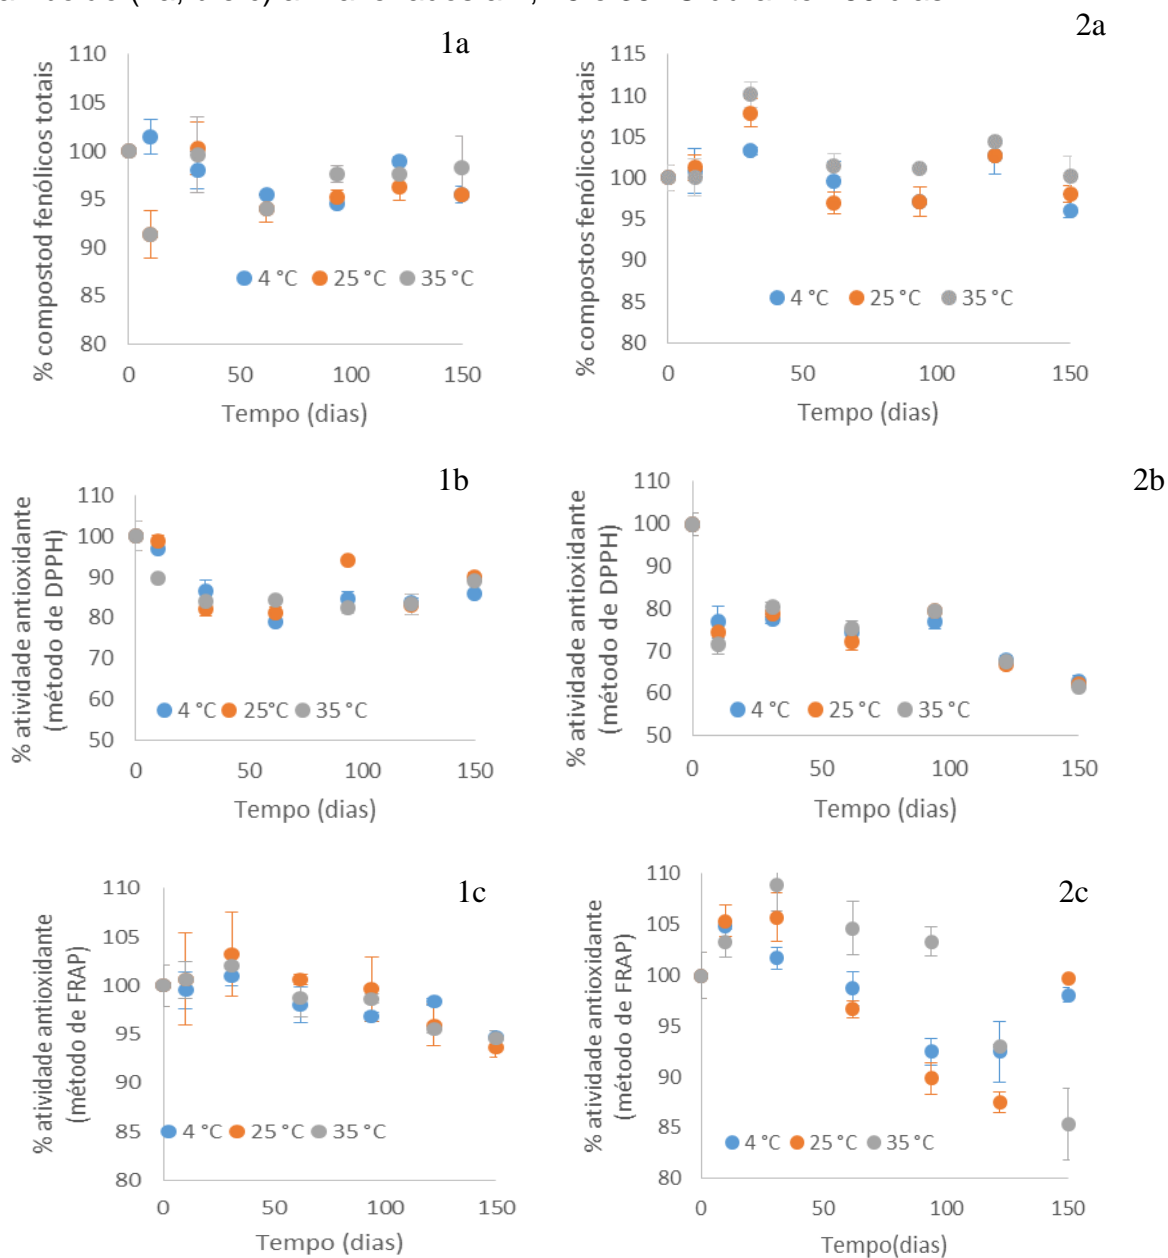 1a
2a
110
105
100
95
90
85
80
% compostod fenólicos totais
4 °C 25 °C 35 °C
0 50 100 150
Tempo (dias)
115
110
105
100
95
90
85
80
% compostos fenólicos totais
4 °C 25 °C 35 °C
0 50 100 150
Tempo (dias)
1b
110
100
90
80
70
60
50
% atividade antioxidante
(método de DPPH)
4 °C 25°C 35 °C
0 50 100 150
Tempo (dias)
2b
110
100
90
80
70
60
50
% atividade antioxidante
(método de DPPH)
4 °C 25 °C 35 °C
0 50 100 150
Tempo (dias)
1c
110
105
100
95
90
85
80
% atividade antioxidante
(método de FRAP)
4 °C 25 °C 35 °C
0 50 100 150
Tempo (dias)
2c
110
105
100
95
90
85
80
% atividade antioxidante
(método de FRAP)
4 °C 25 °C 35 °C
0 50 100 150
Tempo(dias)